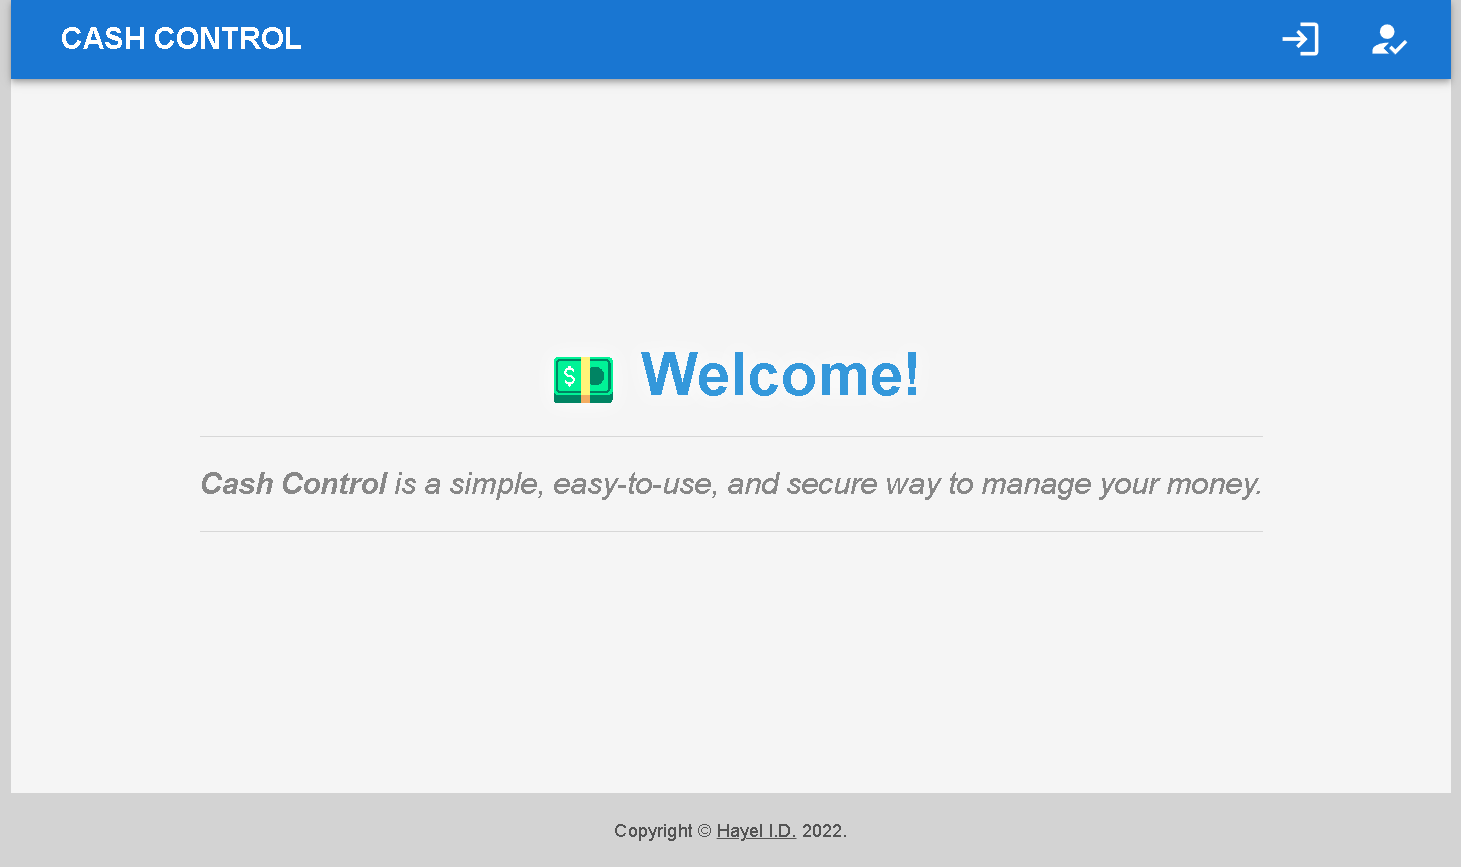 CASH CONTROL
Welcome!
Cash Control is a simple, easy-to-use, and secure way to manage your money.
Copyright © Hayel I.D. 2022.